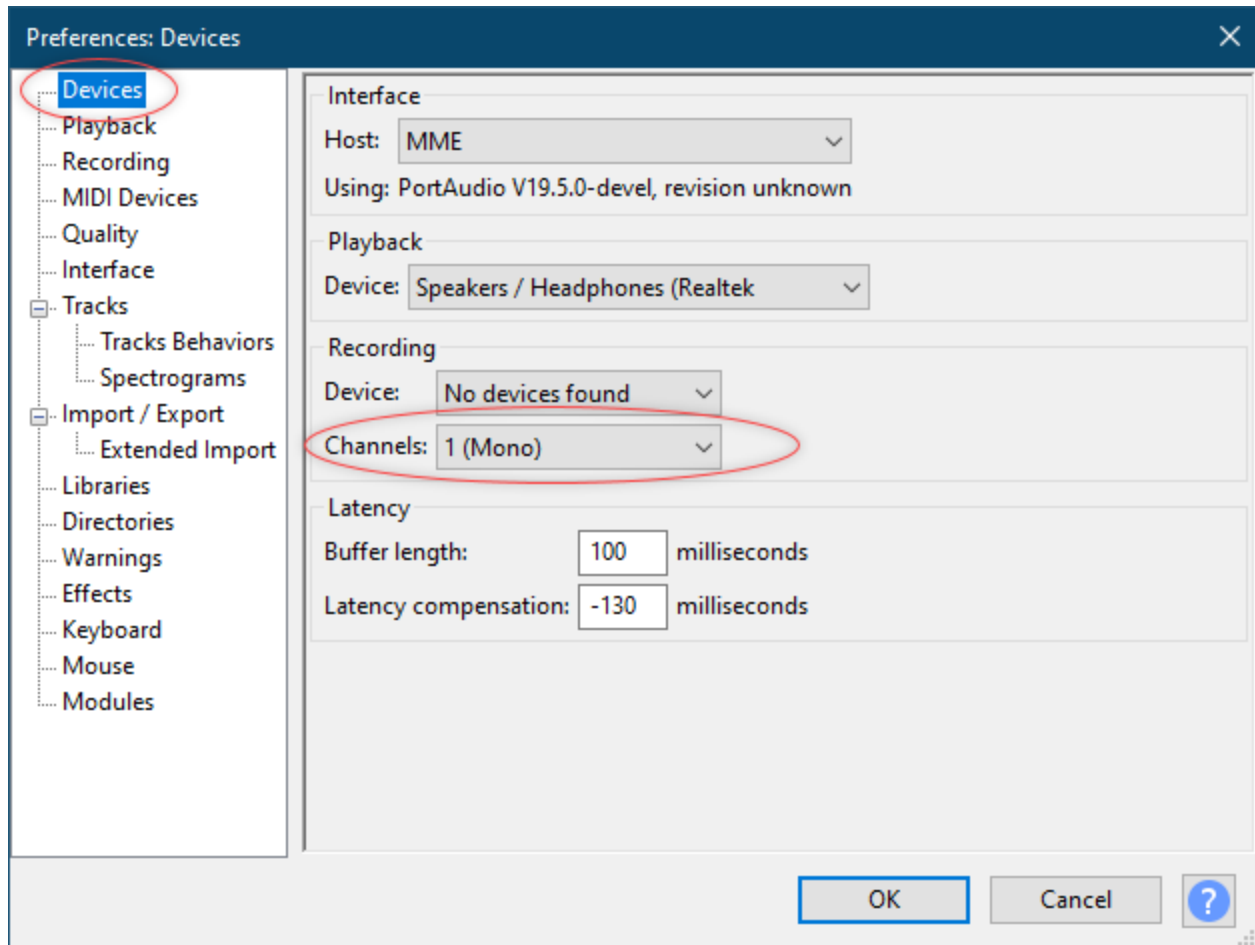 Preferences: Devices
Devices
Playback
Recording
MIDI Devices
Quality
Interface
Tracks
Tracks Behaviors
Spectrograms
Import / Export
Extended Import
Libraries
Directories
Warnings
Effects
Keyboard
Mouse
Modules
Interface
Host: MME
Using: PortAudio V19.5.0-devel, revision unknown
Playback
Device: Speakers / Headphones (Realtek
Recording
Device: No devices found
Channels: 1 (Mono)
Latency
Buffer length: 100 milliseconds
Latency compensation: -130 milliseconds
OK Cancel ?